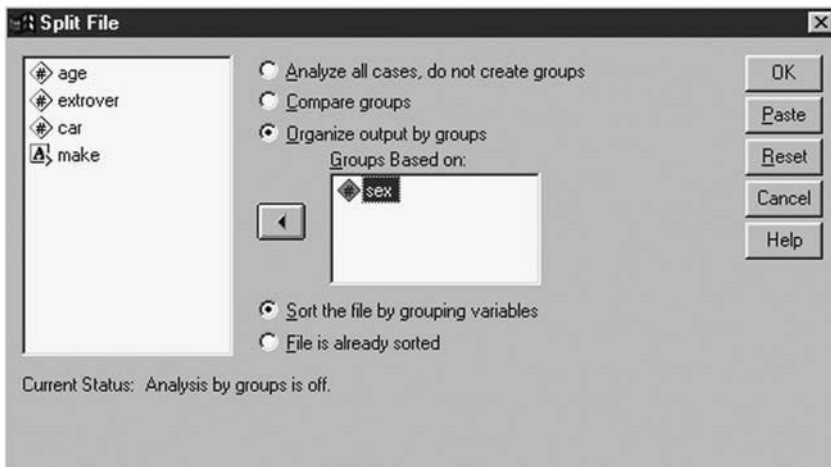 Split File
age
extrover
car
make
Analyze all cases, do not create groups
Compare groups
Organize output by groups
Groups Based on:
sex
Sort the file by grouping variables
File is already sorted
OK
Paste
Reset
Cancel
Help
Current Status: Analysis by groups is off.